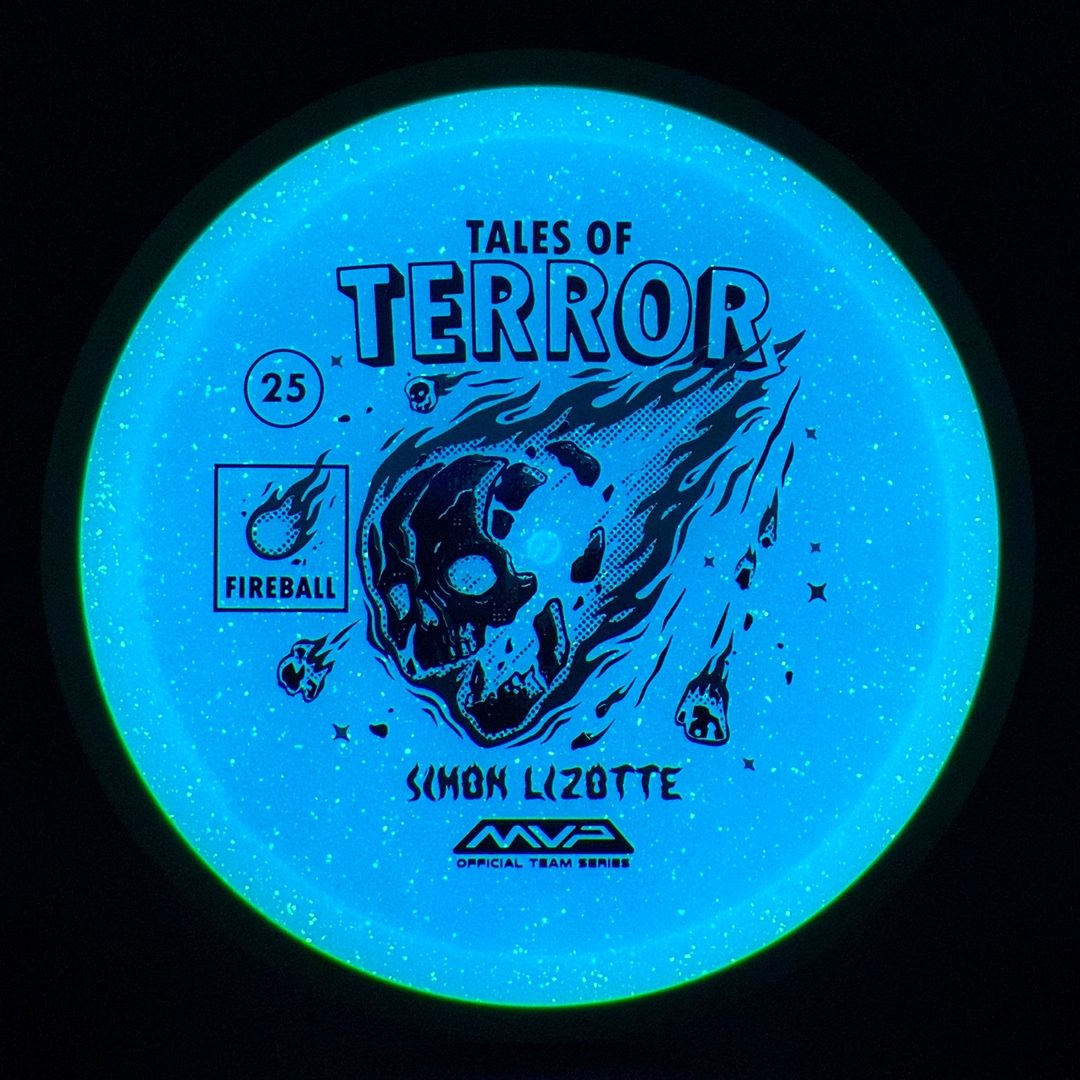 TALES OF
TERROR
25
FIREBALL
SIMON LIZOTTE
MVP
OFFICIAL TEAM SERIES